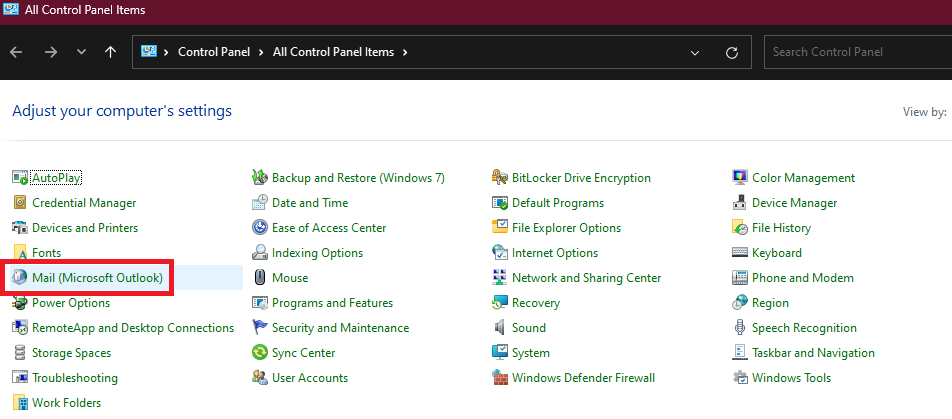 All Control Panel Items
Control Panel > All Control Panel Items >
Search Control Panel
Adjust your computer's settings
View by:
AutoPlay
Backup and Restore (Windows 7)
BitLocker Drive Encryption
Color Management
Credential Manager
Date and Time
Default Programs
Device Manager
Devices and Printers
Ease of Access Center
File Explorer Options
File History
Fonts
Indexing Options
Internet Options
Keyboard
Mail (Microsoft Outlook)
Mouse
Network and Sharing Center
Phone and Modem
Power Options
Programs and Features
Recovery
Region
RemoteApp and Desktop Connections
Security and Maintenance
Sound
Speech Recognition
Storage Spaces
Sync Center
System
Taskbar and Navigation
Troubleshooting
User Accounts
Windows Defender Firewall
Windows Tools
Work Folders